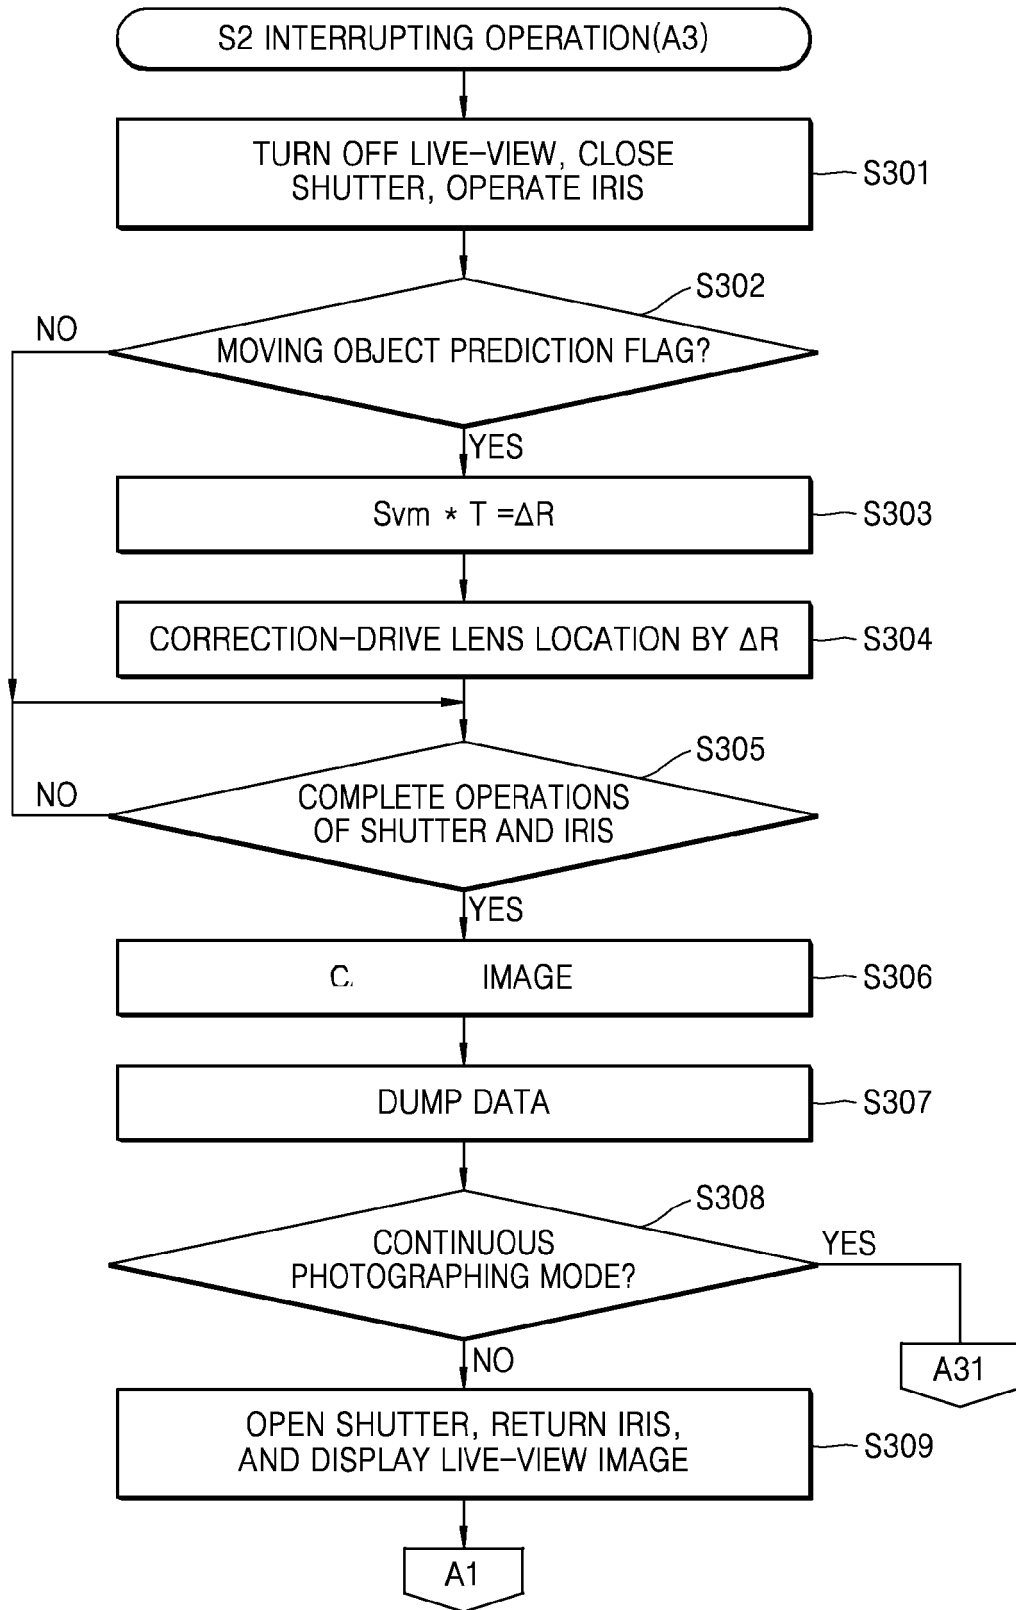 S2 INTERRUPTING OPERATION(A3)
TURN OFF LIVE-VIEW, CLOSE
SHUTTER, OPERATE IRIS
S301
S302
NO
MOVING OBJECT PREDICTION FLAG?
YES
Svm * T =ΔR
S303
CORRECTION-DRIVE LENS LOCATION BY ΔR
S304
S305
NO
COMPLETE OPERATIONS
OF SHUTTER AND IRIS
YES
IMAGE
S306
DUMP DATA
S307
S308
CONTINUOUS
PHOTOGRAPHING MODE?
YES
A31
NO
OPEN SHUTTER, RETURN IRIS,
AND DISPLAY LIVE-VIEW IMAGE
S309
A1